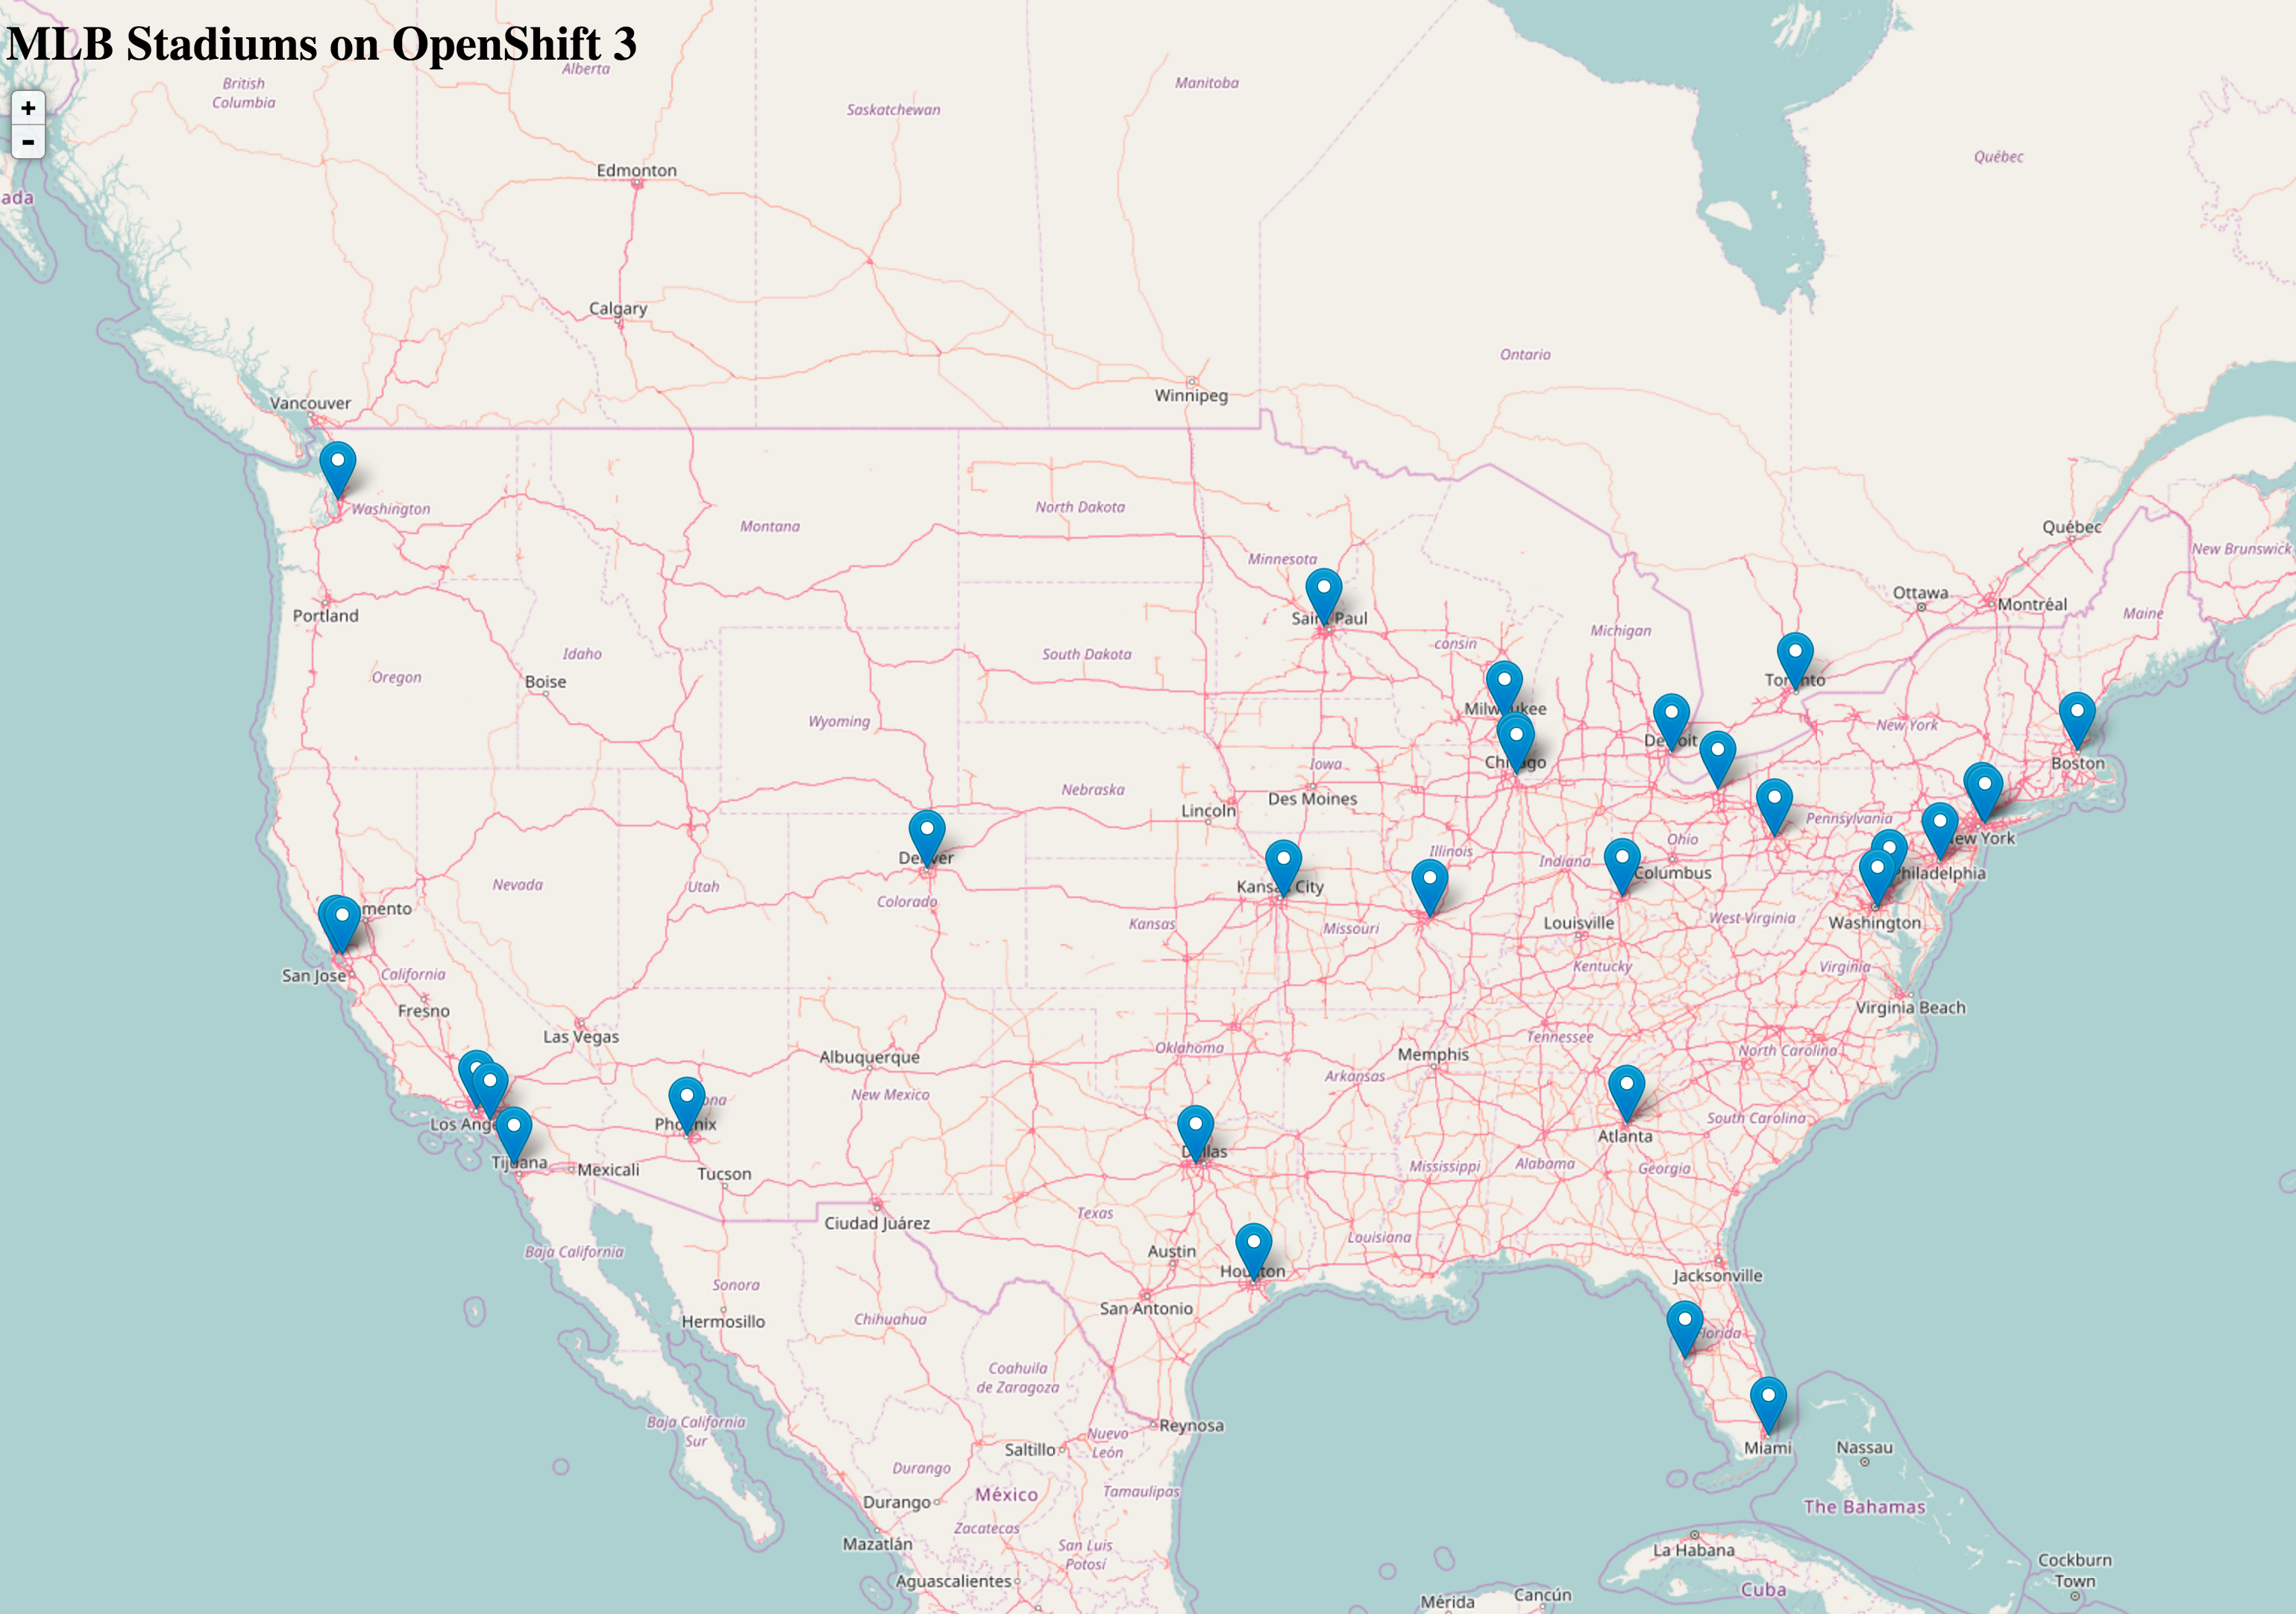 MLB Stadiums on OpenShift 3
+
-
British
Columbia
Alberta
Saskatchewan
Manitoba
Québec
ada
Edmonton
Calgary
Ontario
Winnipeg
Vancouver
Washington
Montana
North Dakota
Minnesota
Québec
New Brunswick
Ottawa
Montréal
Maine
Portland
Saint Paul
Michigan
consin
Idaho
South Dakota
Oregon
Boise
Toronto
Wyoming
Milwaukee
New York
Detroit
Chicago
Iowa
Boston
Nebraska
Des Moines
Lincoln
Pennsylvania
New York
Ohio
Illinois
Indiana
Denver
Columbus
Philadelphia
Nevada
Utah
Kansas City
Colorado
mento
West Virginia
Washington
Kansas
Missouri
Louisville
San Jose
California
Kentucky
Virginia
Fresno
Virginia Beach
Las Vegas
Tennessee
Oklahoma
North Carolina
Albuquerque
Memphis
Arkansas
New Mexico
ona
Los Ange
Phoenix
South Carolina
Atlanta
Dallas
Tijuana
Mexicali
Tucson
Mississippi
Alabama
Georgia
Texas
Ciudad Juárez
Louisiana
Baja California
Austin
Houston
Jacksonville
Sonora
San Antonio
Hermosillo
Chihuahua
Florida
Coahuila
de Zaragoza
Baja California
Sur
Reynosa
Nuevo
León
Saltillo
Miami
Nassau
Durango
México
Tamaulipas
Durango
The Bahamas
Zacatecas
Mazatlán
San Luis
Potosí
La Habana
Cockburn
Town
Aguascalientes
Cuba
Mérida
Cancún